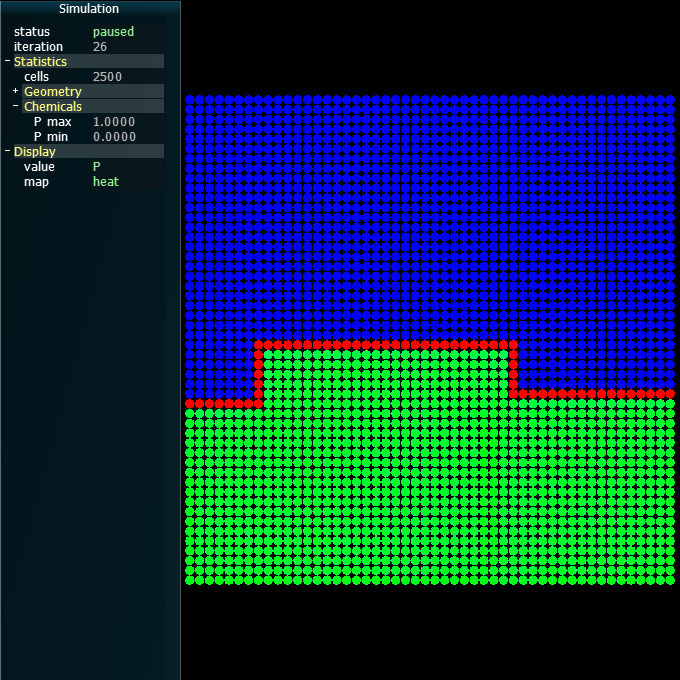 Simulation
status paused
iteration 26
- Statistics
cells 2500
+ Geometry
- Chemicals
P max 1.0000
P min 0.0000
- Display
value P
map heat